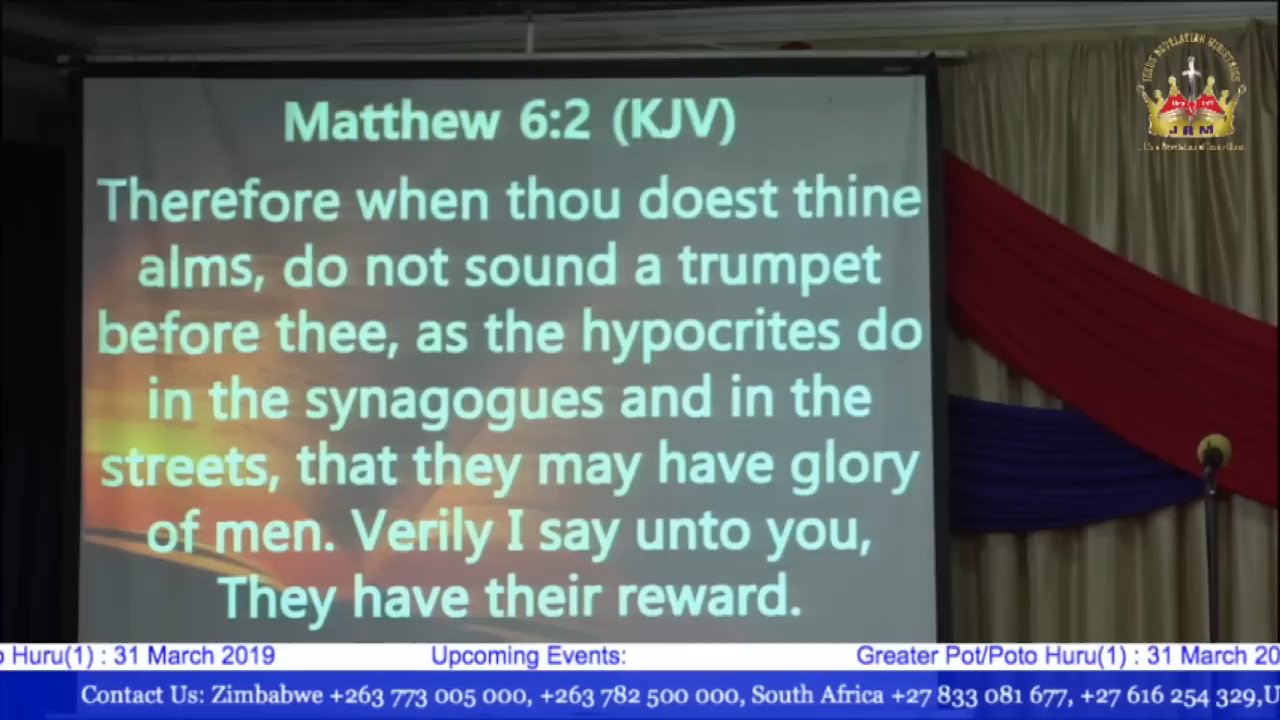 JESUS REVELATION MINISTRIES
JRM
Matthew 6:2 (KJV)
Therefore when thou doest thine
alms, do not sound a trumpet
before thee, as the hypocrites do
in the synagogues and in the
streets, that they may have glory
of men. Verily I say unto you,
They have their reward.
o Huru(1) : 31 March 2019 Upcoming Events: Greater Pot/Poto Huru(1) : 31 March 20
Contact Us: Zimbabwe +263 773 005 000, +263 782 500 000, South Africa +27 833 081 677, +27 616 254 329,U